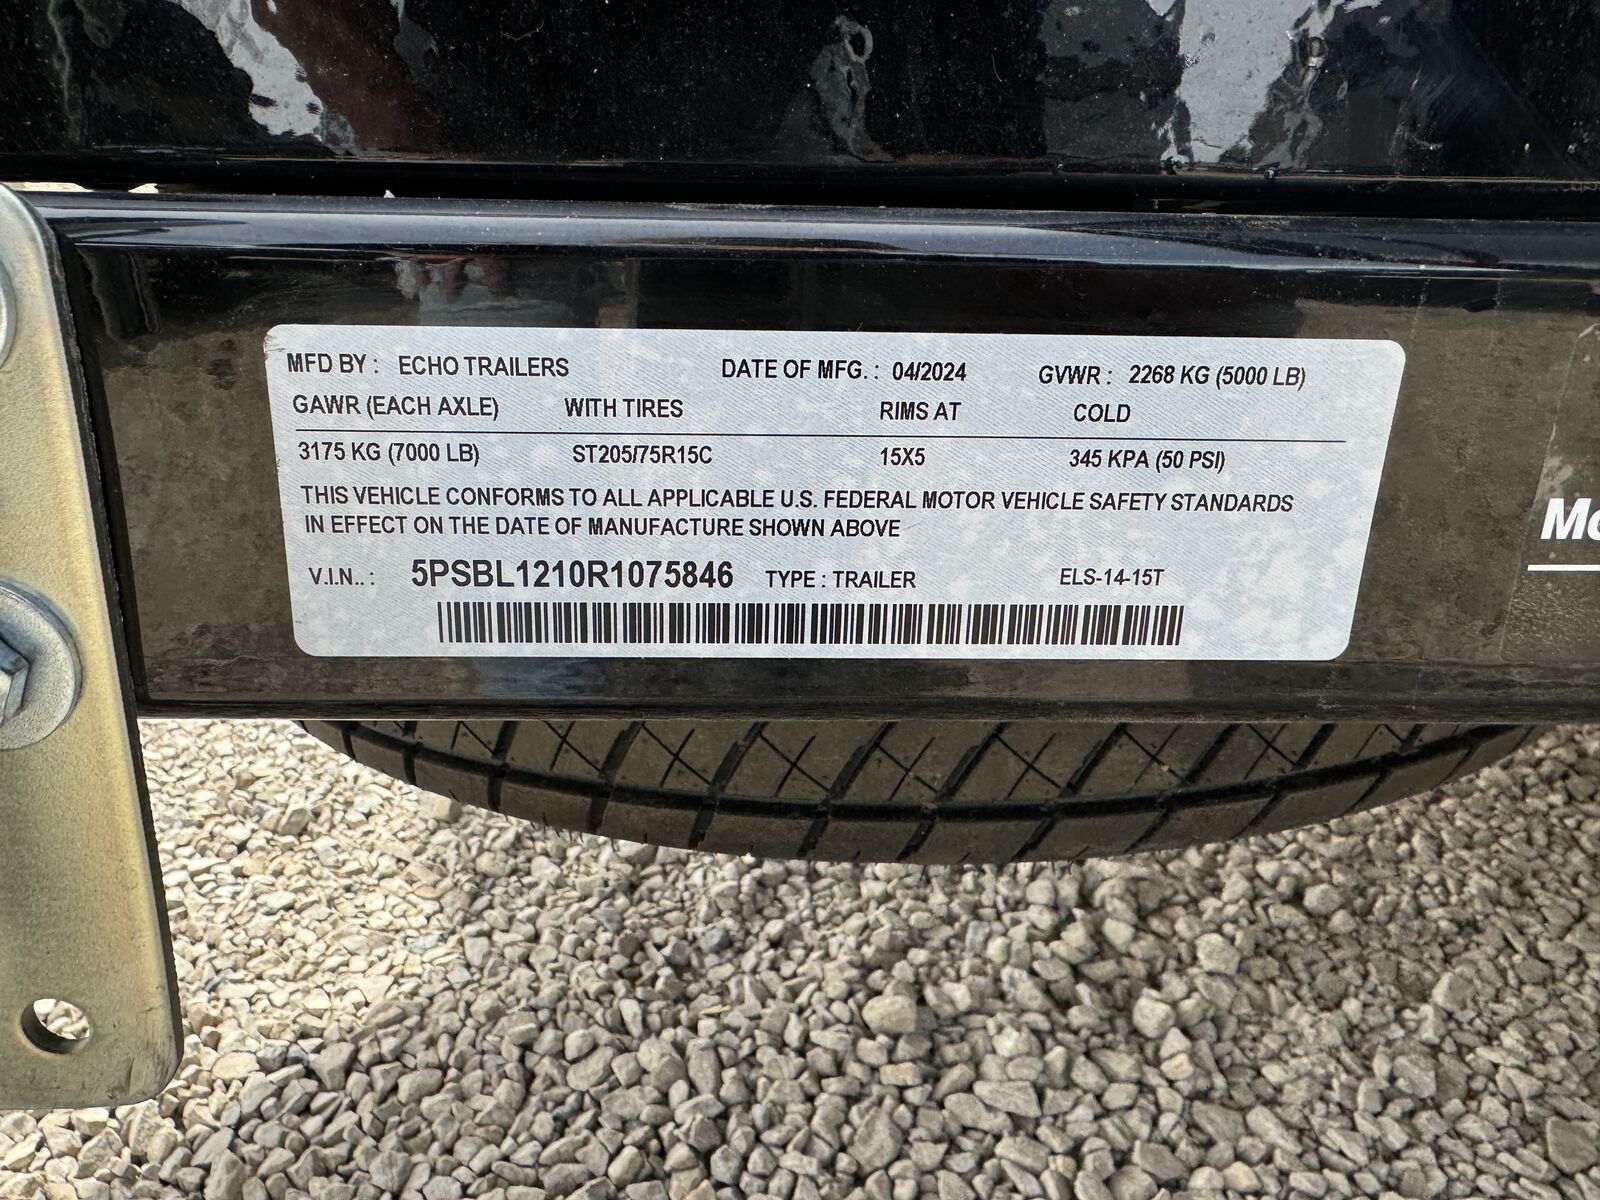 MFD BY : ECHO TRAILERS DATE OF MFG. : 04/2024 GVWR : 2268 KG (5000 LB)
GAWR (EACH AXLE) WITH TIRES RIMS AT COLD
3175 KG (7000 LB) ST205/75R15C 15X5 345 KPA (50 PSI)
THIS VEHICLE CONFORMS TO ALL APPLICABLE U.S. FEDERAL MOTOR VEHICLE SAFETY STANDARDS
IN EFFECT ON THE DATE OF MANUFACTURE SHOWN ABOVE
V.I.N.. : 5PSBL1210R1075846 TYPE : TRAILER ELS-14-15T